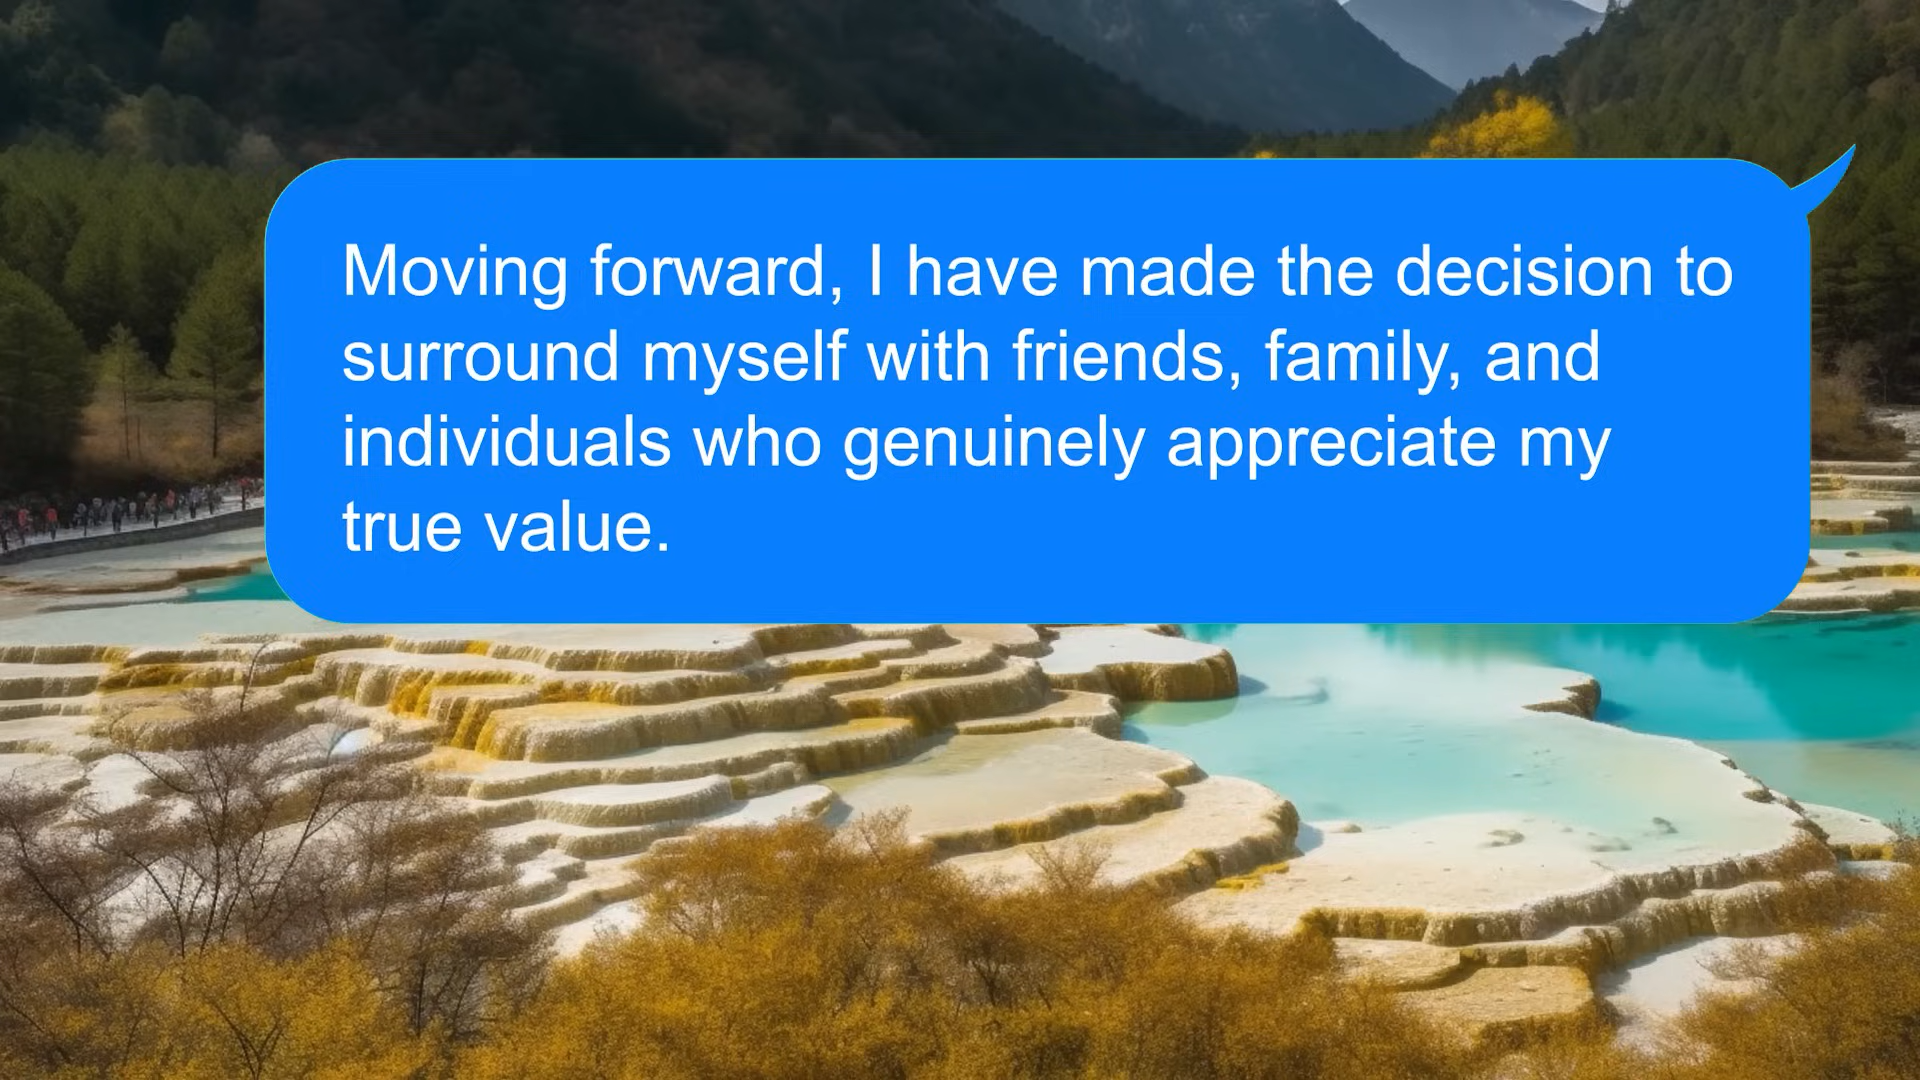 Moving forward, I have made the decision to
surround myself with friends, family, and
individuals who genuinely appreciate my
true value.